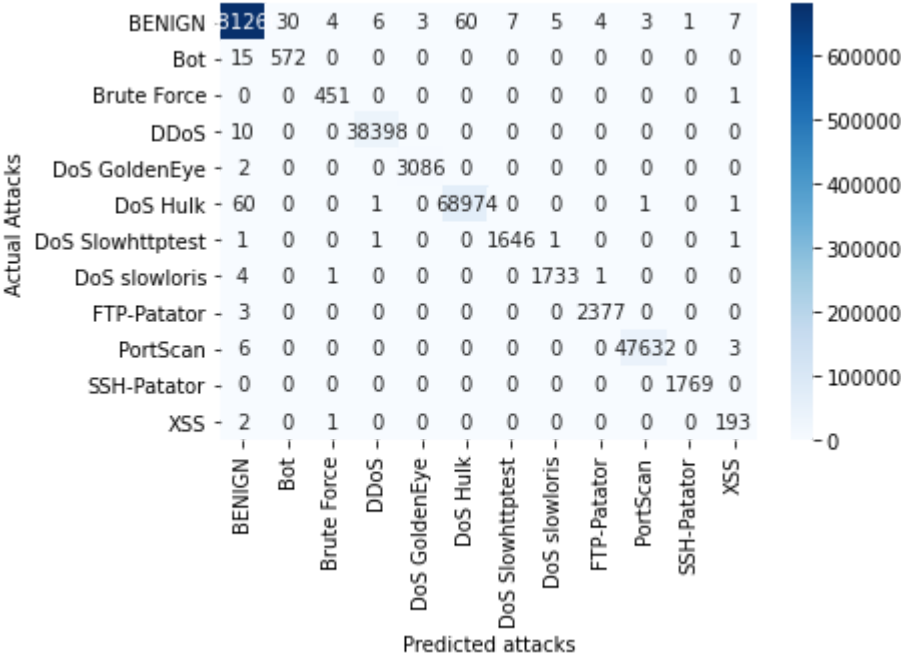 BENIGN 30 4 6 3 60 7 5 4 3 1 7
Bot 15 572 0 0 0 0 0 0 0 0 0 0
Brute Force 0 0 451 0 0 0 0 0 0 0 0 1
DDoS 10 0 0 38398 0 0 0 0 0 0 0 0
DoS GoldenEye 2 0 0 0 3086 0 0 0 0 0 0 0
DoS Hulk 60 0 0 1 0 68974 0 0 0 1 0 1
DoS Slowhttptest 1 0 0 1 0 0 1646 1 0 0 0 1
DoS slowloris 4 0 1 0 0 0 0 1733 1 0 0 0
FTP-Patator 3 0 0 0 0 0 0 0 2377 0 0 0
PortScan 6 0 0 0 0 0 0 0 0 47632 0 3
SSH-Patator 0 0 0 0 0 0 0 0 0 0 1769 0
XSS 2 0 1 0 0 0 0 0 0 0 0 193
Actual Attacks
BENIGN
Bot
Brute Force
DDoS
DoS GoldenEye
DoS Hulk
DoS Slowhttptest
DoS slowloris
FTP-Patator
PortScan
SSH-Patator
XSS
Predicted attacks
600000
500000
400000
300000
200000
100000
0